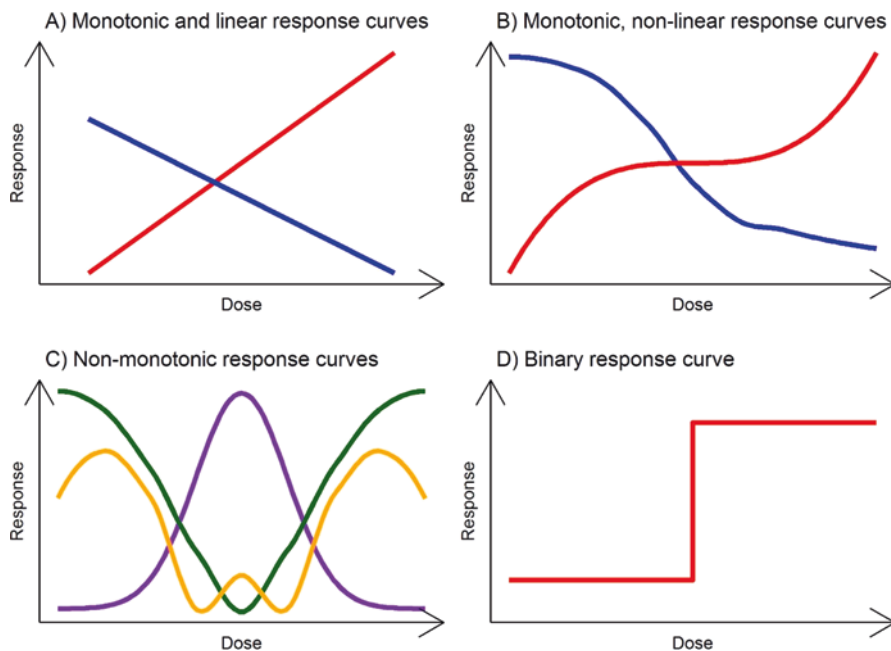 A) Monotonic and linear response curves
Response
Dose
B) Monotonic, non-linear response curves
Response
Dose
C) Non-monotonic response curves
Response
Dose
D) Binary response curve
Response
Dose